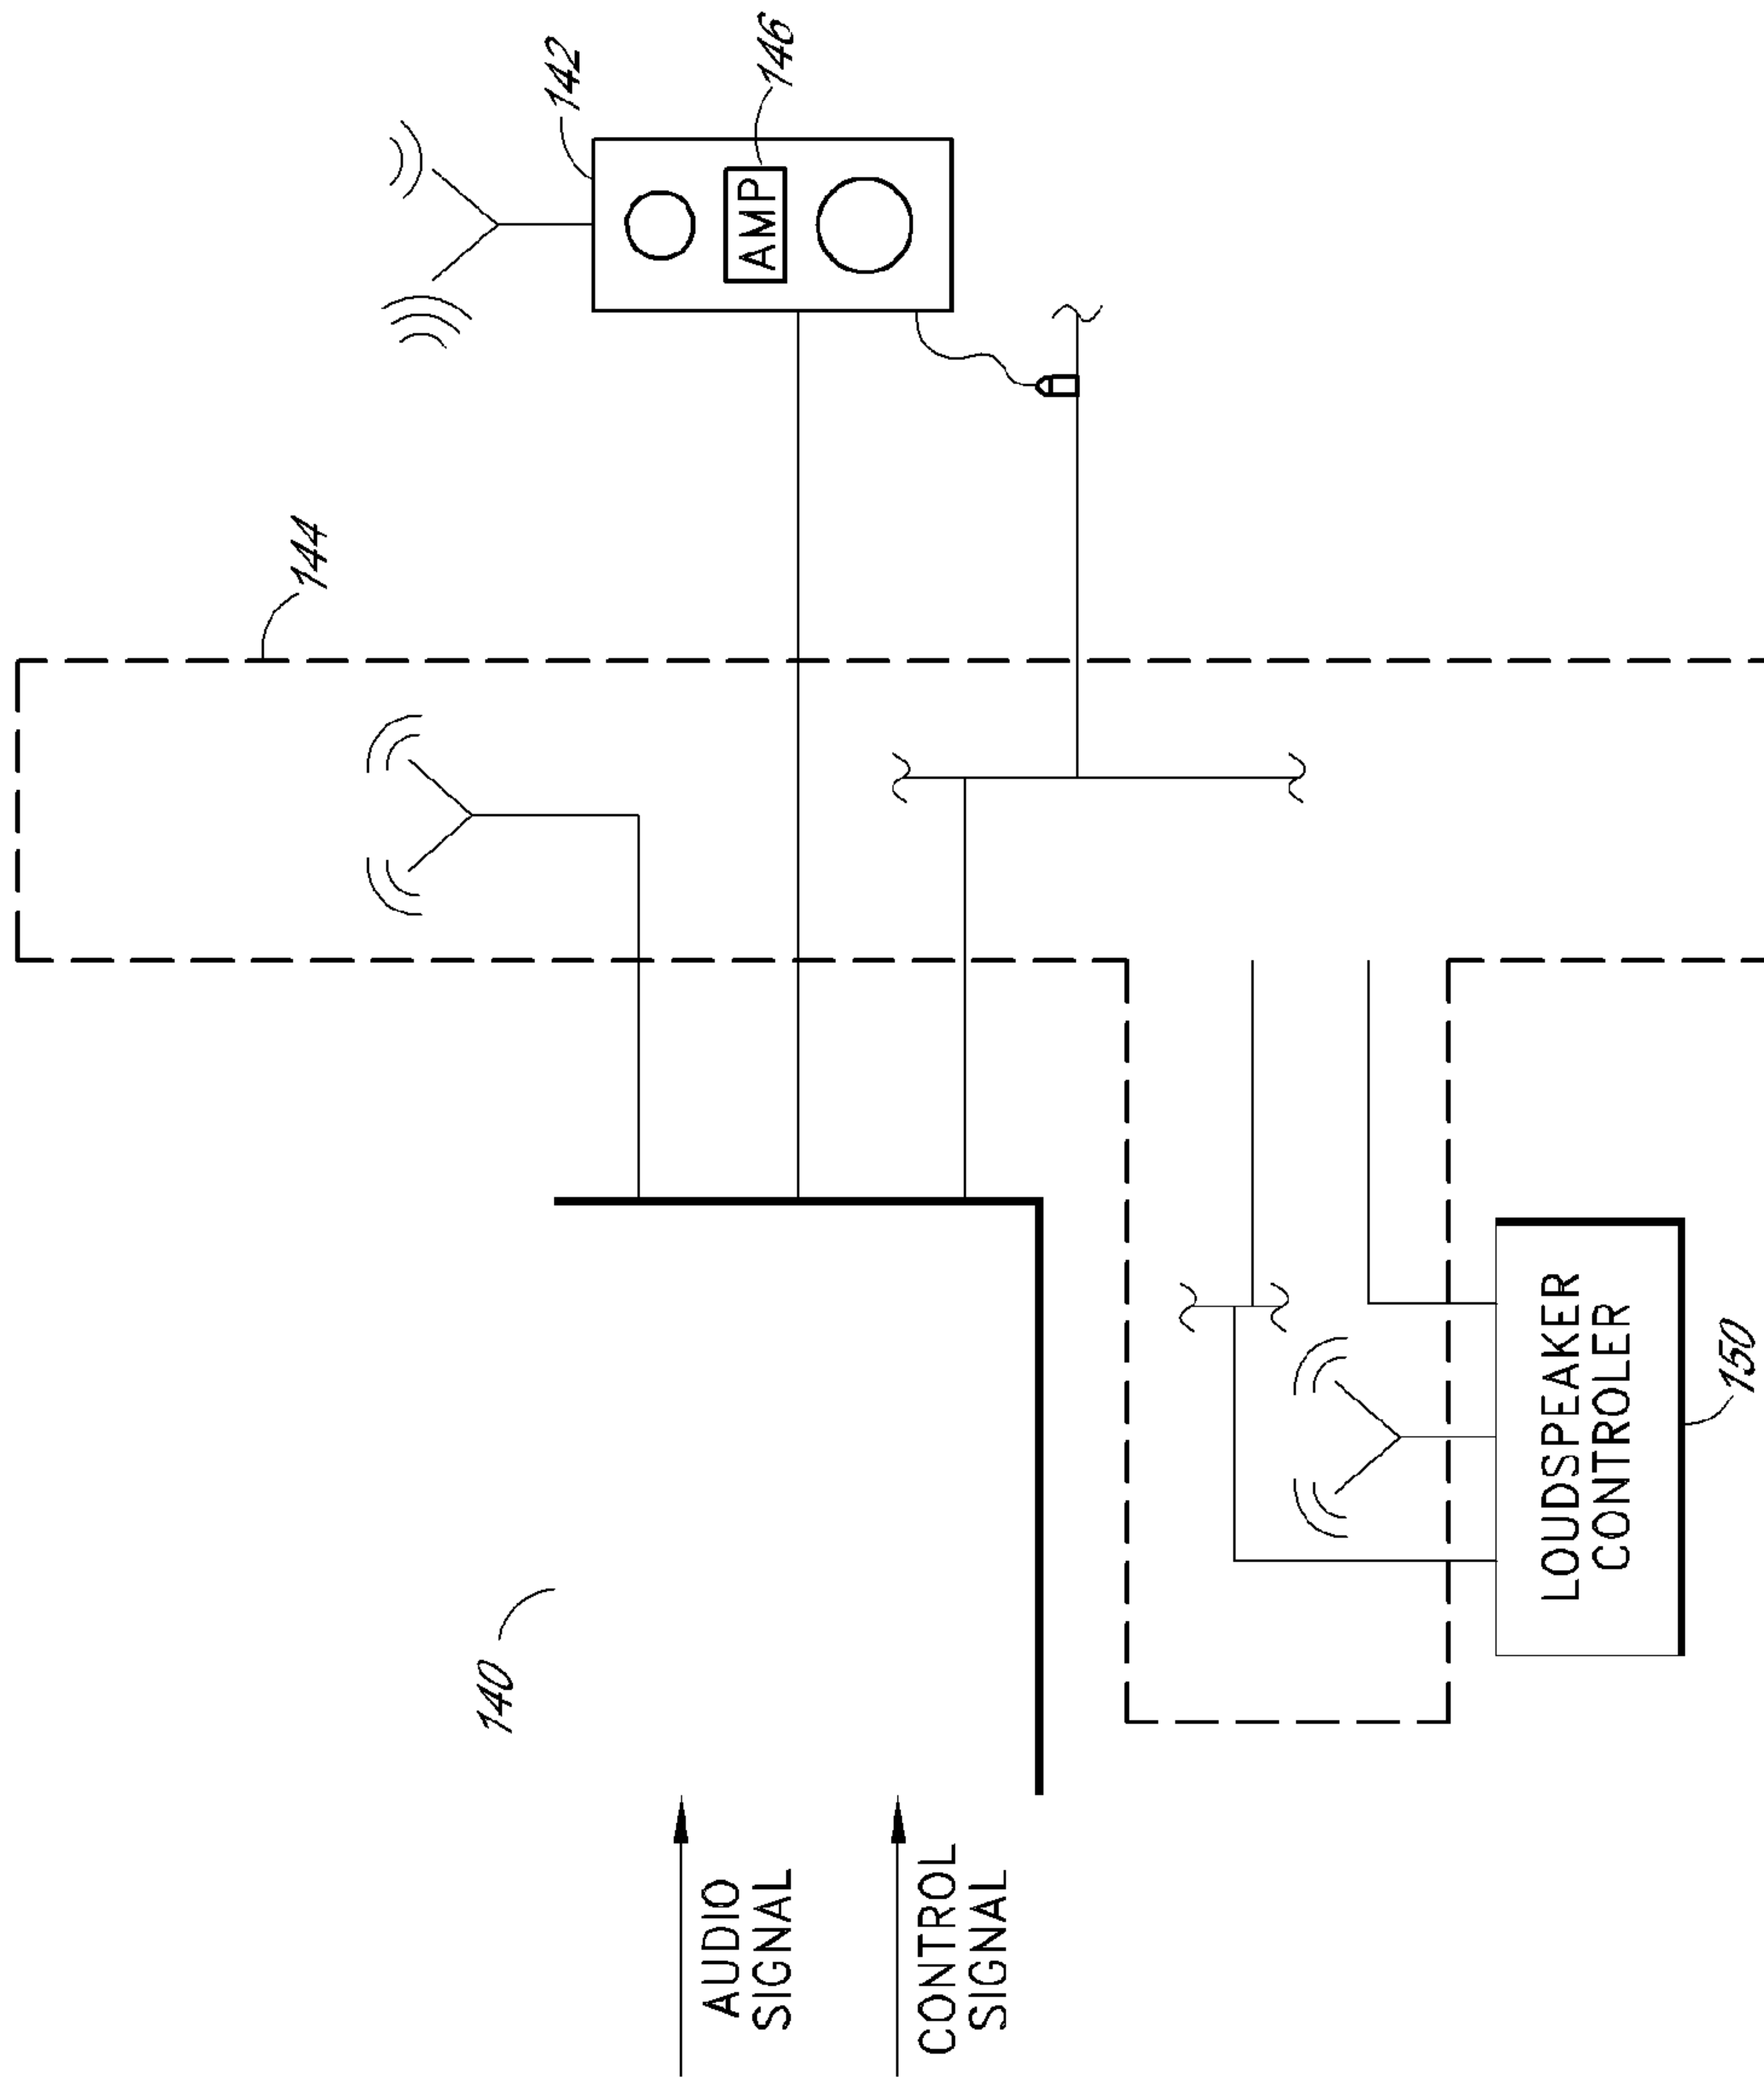 140
AUDIO
SIGNAL
CONTROL
SIGNAL
144
142
AMP
146
LOUDSPEAKER
CONTROLER
150